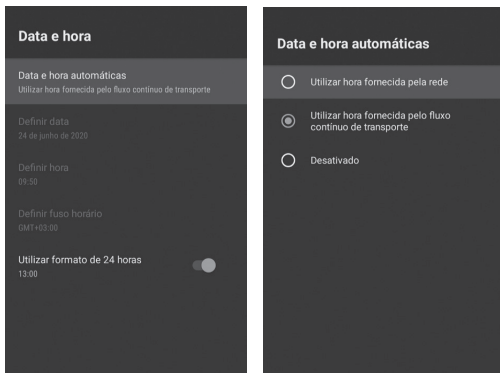 Data e hora
Data e hora automáticas
Utilizar hora fornecida pelo fluxo contínuo de transporte
Definir data
24 de junho de 2020
Definir hora
09:50
Definir fuso horário
GMT+03:00
Utilizar formato de 24 horas
13:00
Data e hora automáticas
Utilizar hora fornecida pela rede
Utilizar hora fornecida pelo fluxo
contínuo de transporte
Desativado